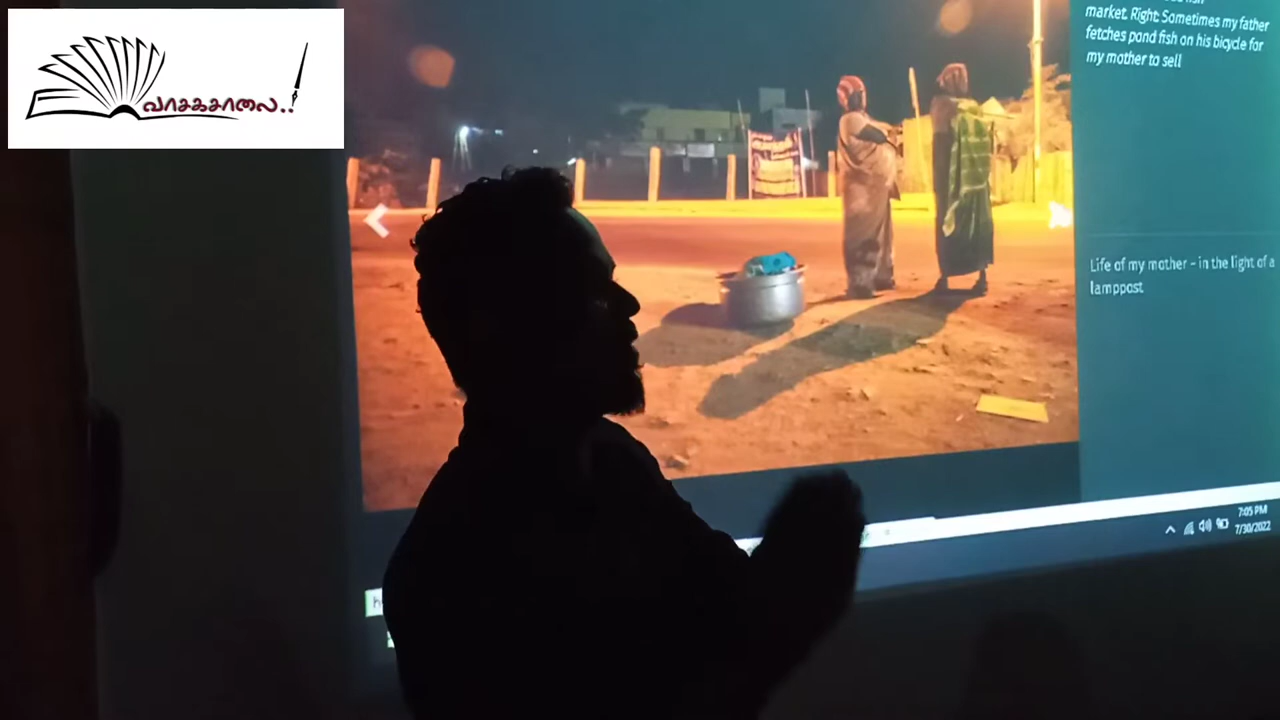 வாசகசாலை..!
market. Right: Sometimes my father
fetches pond fish on his bicycle for
my mother to sell
Life of my mother - in the light of a
lamppost
7:05 PM
7/30/2022